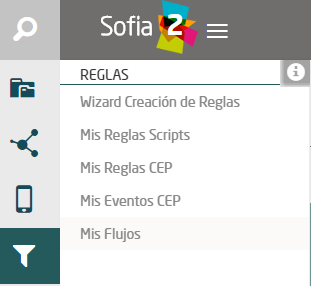 Sofia 2
REGLAS
Wizard Creación de Reglas
Mis Reglas Scripts
Mis Reglas CEP
Mis Eventos CEP
Mis Flujos